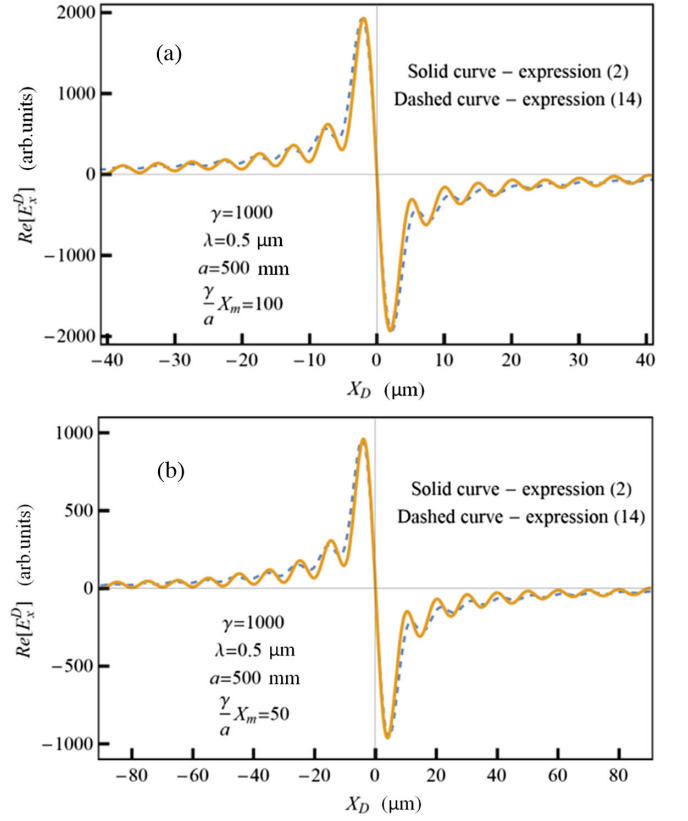 (a)
Solid curve – expression (2)
Dashed curve – expression (14)
2000
1000
0
−1000
−2000
Re[E_x^D] (arb.units)
γ=1000
λ=0.5 μm
a=500 mm
γ/a X_m=100
−40 −30 −20 −10 0 10 20 30 40
X_D (μm)
(b)
Solid curve – expression (2)
Dashed curve – expression (14)
1000
500
0
−500
−1000
Re[E_x^D] (arb.units)
γ=1000
λ=0.5 μm
a=500 mm
γ/a X_m=50
−80 −60 −40 −20 0 20 40 60 80
X_D (μm)